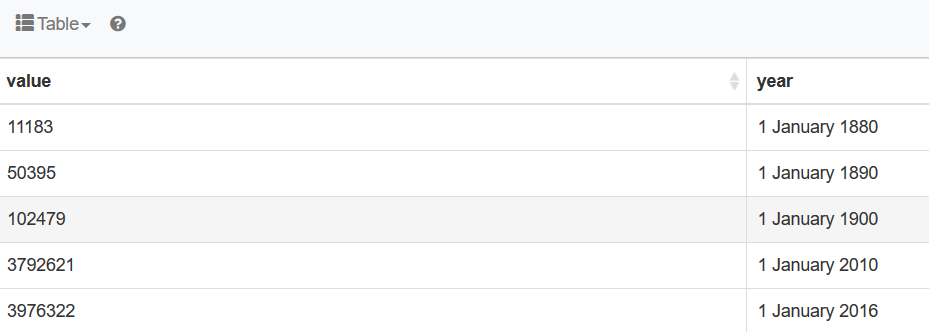 Table
value year
11183 1 January 1880
50395 1 January 1890
102479 1 January 1900
3792621 1 January 2010
3976322 1 January 2016